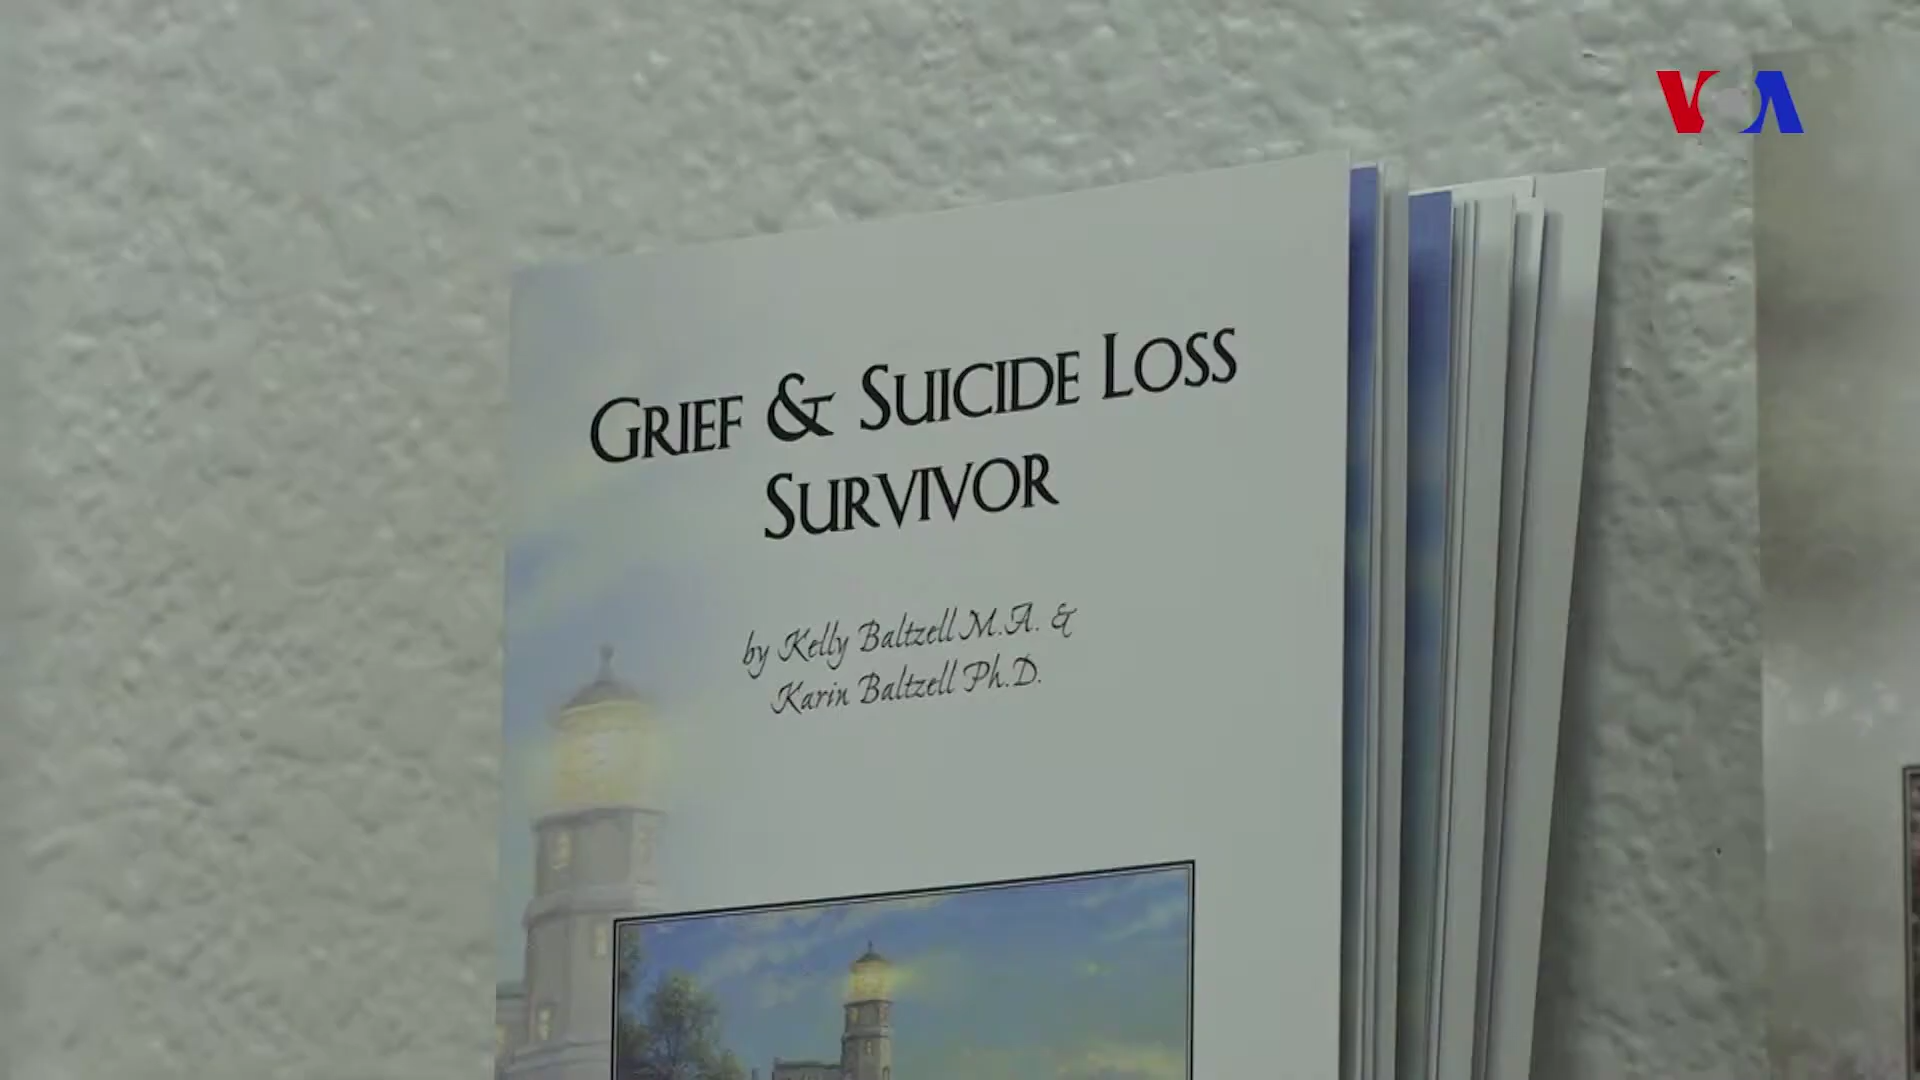 VOA
GRIEF & SUICIDE LOSS
SURVIVOR
by Kelly Baltzell M.A. &
Karin Baltzell Ph.D.